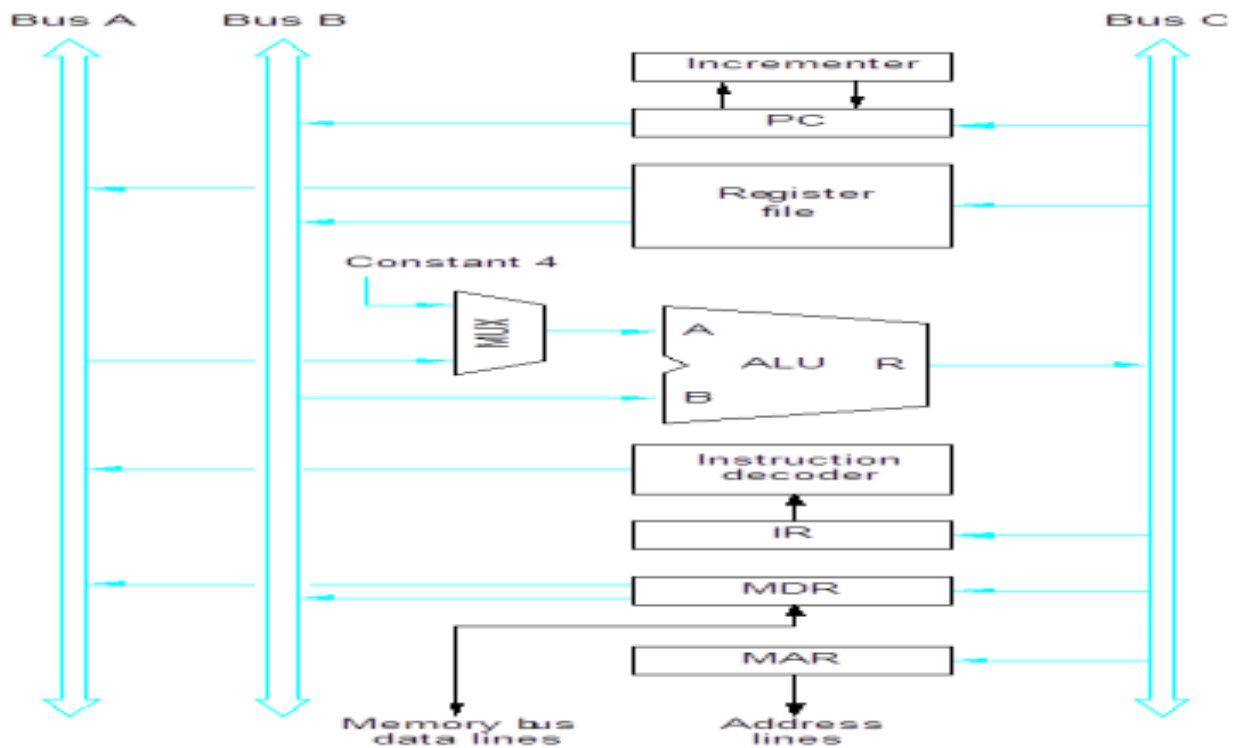 Bus A
Bus B
Bus C
Incrementer
PC
Register
file
Constant 4
MUX
A
ALU
R
B
Instruction
decoder
IR
MDR
MAR
Memory bus
data lines
Address
lines